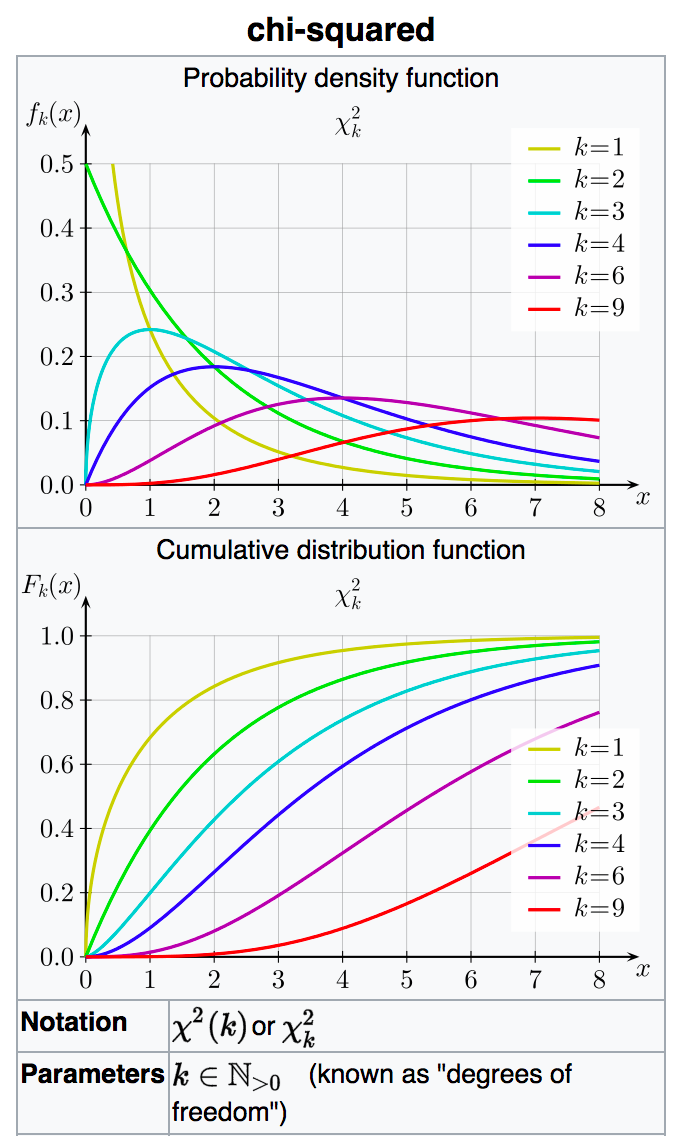 chi-squared
Probability density function
fₖ(x)
χ²ₖ
0.5
0.4
0.3
0.2
0.1
0.0
0 1 2 3 4 5 6 7 8 x
k=1
k=2
k=3
k=4
k=6
k=9
Cumulative distribution function
Fₖ(x)
χ²ₖ
1.0
0.8
0.6
0.4
0.2
0.0
0 1 2 3 4 5 6 7 8 x
k=1
k=2
k=3
k=4
k=6
k=9
Notation χ²(k) or χ²ₖ
Parameters k ∈ ℕ>0 (known as "degrees of
freedom")